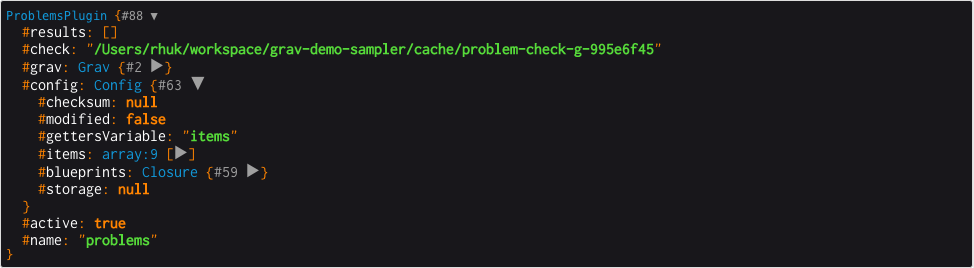 ProblemsPlugin {#88 ▼
  #results: []
  #check: "/Users/rhuk/workspace/grav-demo-sampler/cache/problem-check-g-995e6f45"
  #grav: Grav {#2 ▶}
  #config: Config {#63 ▼
    #checksum: null
    #modified: false
    #gettersVariable: "items"
    #items: array:9 [▶]
    #blueprints: Closure {#59 ▶}
    #storage: null
  }
  #active: true
  #name: "problems"
}